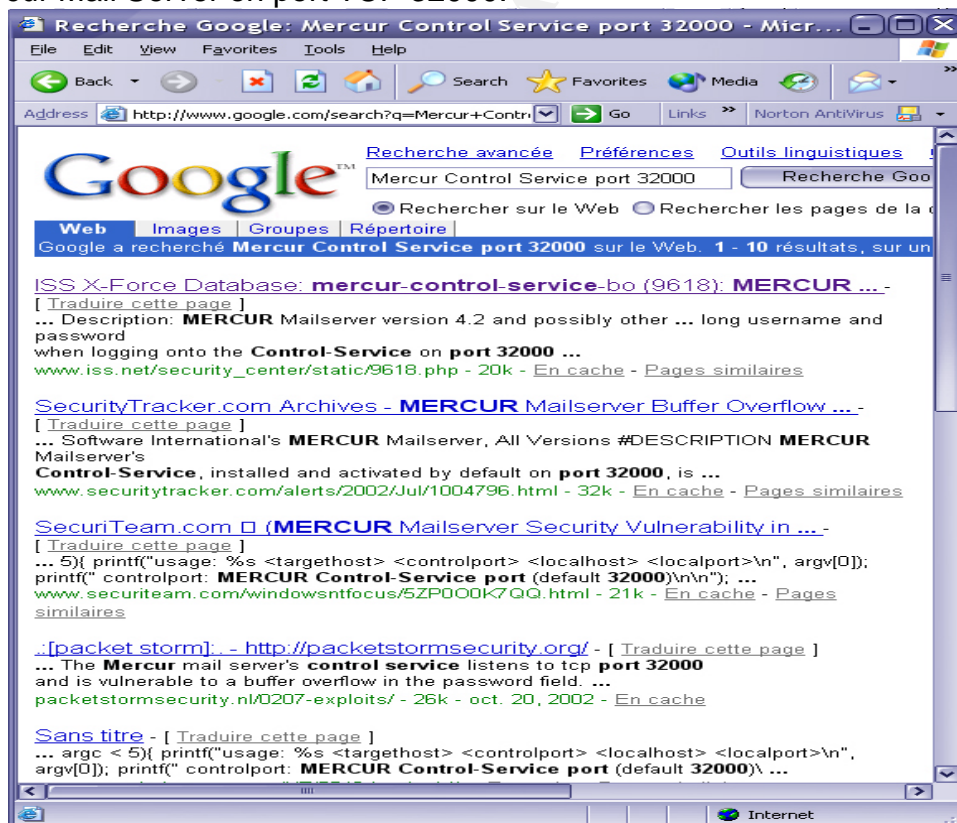 Recherche Google: Mercur Control Service port 32000 - Micr...
File Edit View Favorites Tools Help
Back Search Favorites Media
Address http://www.google.com/search?q=Mercur+Contr Go Links » Norton AntiVirus
Google™
Recherche avancée Préférences Outils linguistiques
Mercur Control Service port 32000 Recherche Goo
Rechercher sur le Web Rechercher les pages de la
Web Images Groupes Répertoire
Google a recherché Mercur Control Service port 32000 sur le Web. 1 - 10 résultats, sur un
ISS X-Force Database: mercur-control-service-bo (9618): MERCUR ... -
[ Traduire cette page ]
... Description: MERCUR Mailserver version 4.2 and possibly other ... long username and
password
when logging onto the Control-Service on port 32000 ...
www.iss.net/security_center/static/9618.php - 20k - En cache - Pages similaires
SecurityTracker.com Archives - MERCUR Mailserver Buffer Overflow ... -
[ Traduire cette page ]
... Software International's MERCUR Mailserver, All Versions #DESCRIPTION MERCUR
Mailserver's
Control-Service, installed and activated by default on port 32000, is ...
www.securitytracker.com/alerts/2002/Jul/1004796.html - 32k - En cache - Pages similaires
SecuriTeam.com □ (MERCUR Mailserver Security Vulnerability in ... -
[ Traduire cette page ]
... 5){ printf("usage: %s <targethost> <controlport> <localhost> <localport>\n", argv[0]);
printf(" controlport: MERCUR Control-Service port (default 32000)\n\n"); ...
www.securiteam.com/windowsntfocus/5ZP0O0K7QQ.html - 21k - En cache - Pages
similaires
.:[packet storm]:. - http://packetstormsecurity.org/ - [ Traduire cette page ]
... The Mercur mail server's control service listens to tcp port 32000
and is vulnerable to a buffer overflow in the password field. ...
packetstormsecurity.nl/0207-exploits/ - 26k - oct. 20, 2002 - En cache
Sans titre - [ Traduire cette page ]
... argc < 5){ printf("usage: %s <targethost> <controlport> <localhost> <localport>\n",
argv[0]); printf(" controlport: MERCUR Control-Service port (default 32000)\ ...
Internet